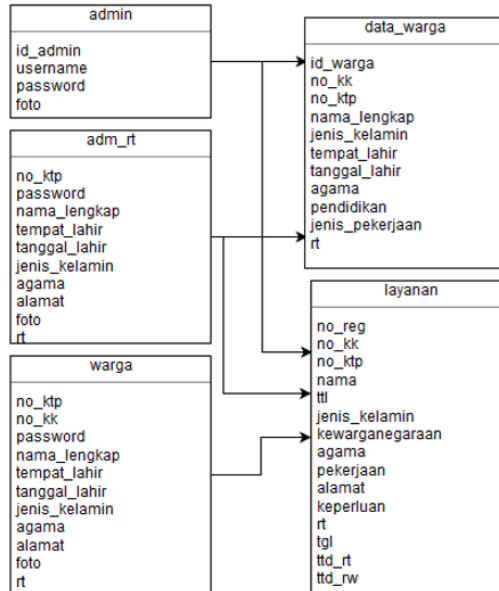 admin
id_admin
username
password
foto
adm_rt
no_ktp
password
nama_lengkap
tempat_lahir
tanggal_lahir
jenis_kelamin
agama
alamat
foto
rt
warga
no_ktp
no_kk
password
nama_lengkap
tempat_lahir
tanggal_lahir
jenis_kelamin
agama
alamat
foto
rt
data_warga
id_warga
no_kk
no_ktp
nama_lengkap
jenis_kelamin
tempat_lahir
tanggal_lahir
agama
pendidikan
jenis_pekerjaan
rt
layanan
no_reg
no_kk
no_ktp
nama
ttl
jenis_kelamin
kewarganegaraan
agama
pekerjaan
alamat
keperluan
rt
tgl
ttd_rt
ttd_rw